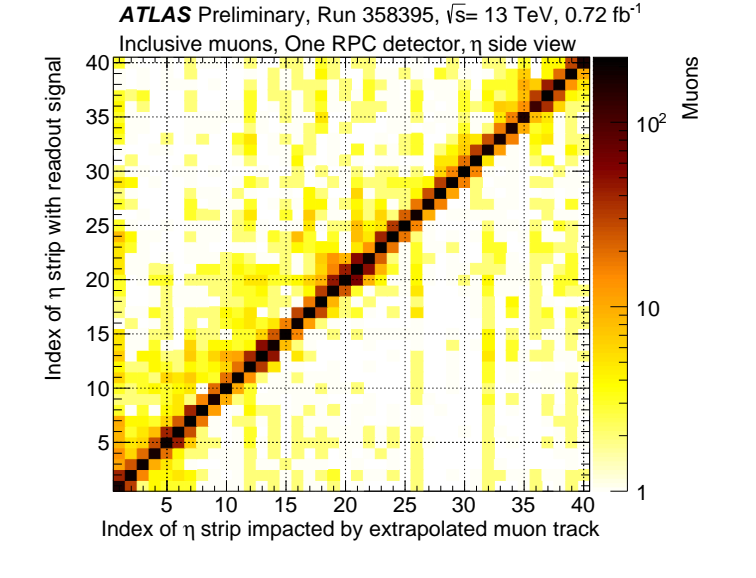 ATLAS Preliminary, Run 358395, √s= 13 TeV, 0.72 fb⁻¹
Inclusive muons, One RPC detector, η side view
Index of η strip with readout signal
40
35
30
25
20
15
10
5
5 10 15 20 25 30 35 40
Index of η strip impacted by extrapolated muon track
Muons
10²
10
1